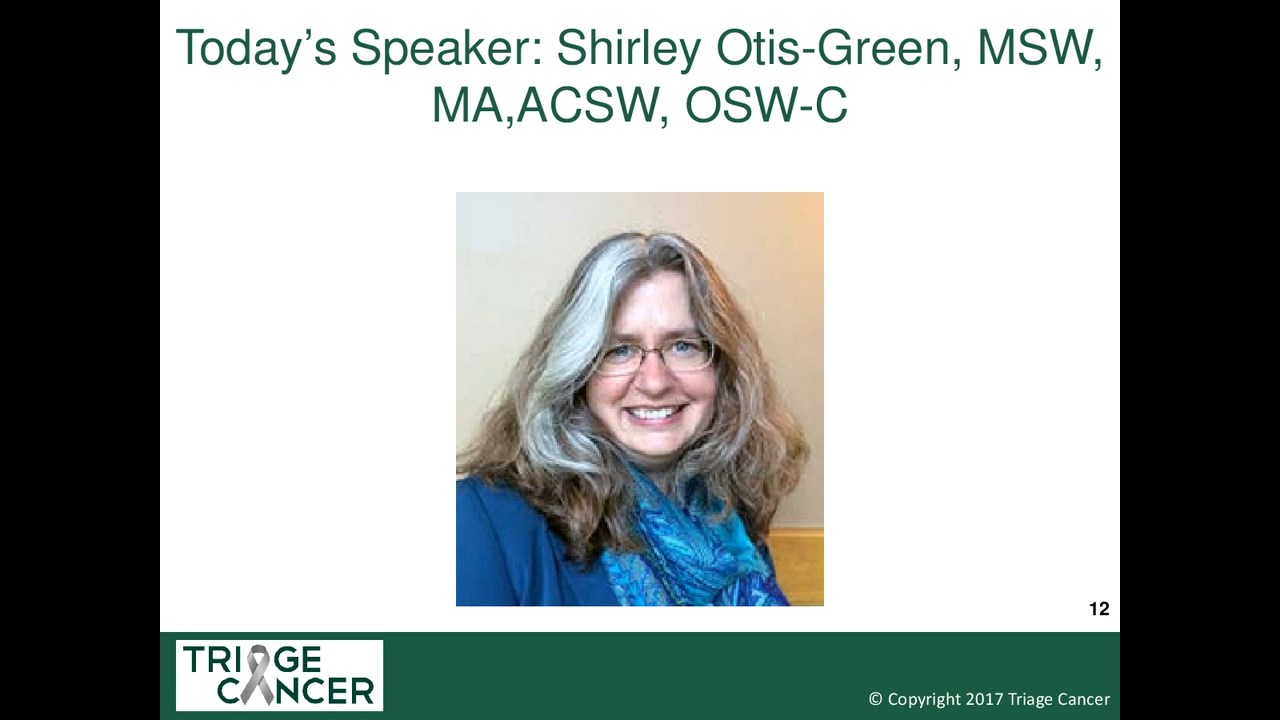 Today’s Speaker: Shirley Otis-Green, MSW,
MA,ACSW, OSW-C
12
TRIAGE
CANCER
© Copyright 2017 Triage Cancer